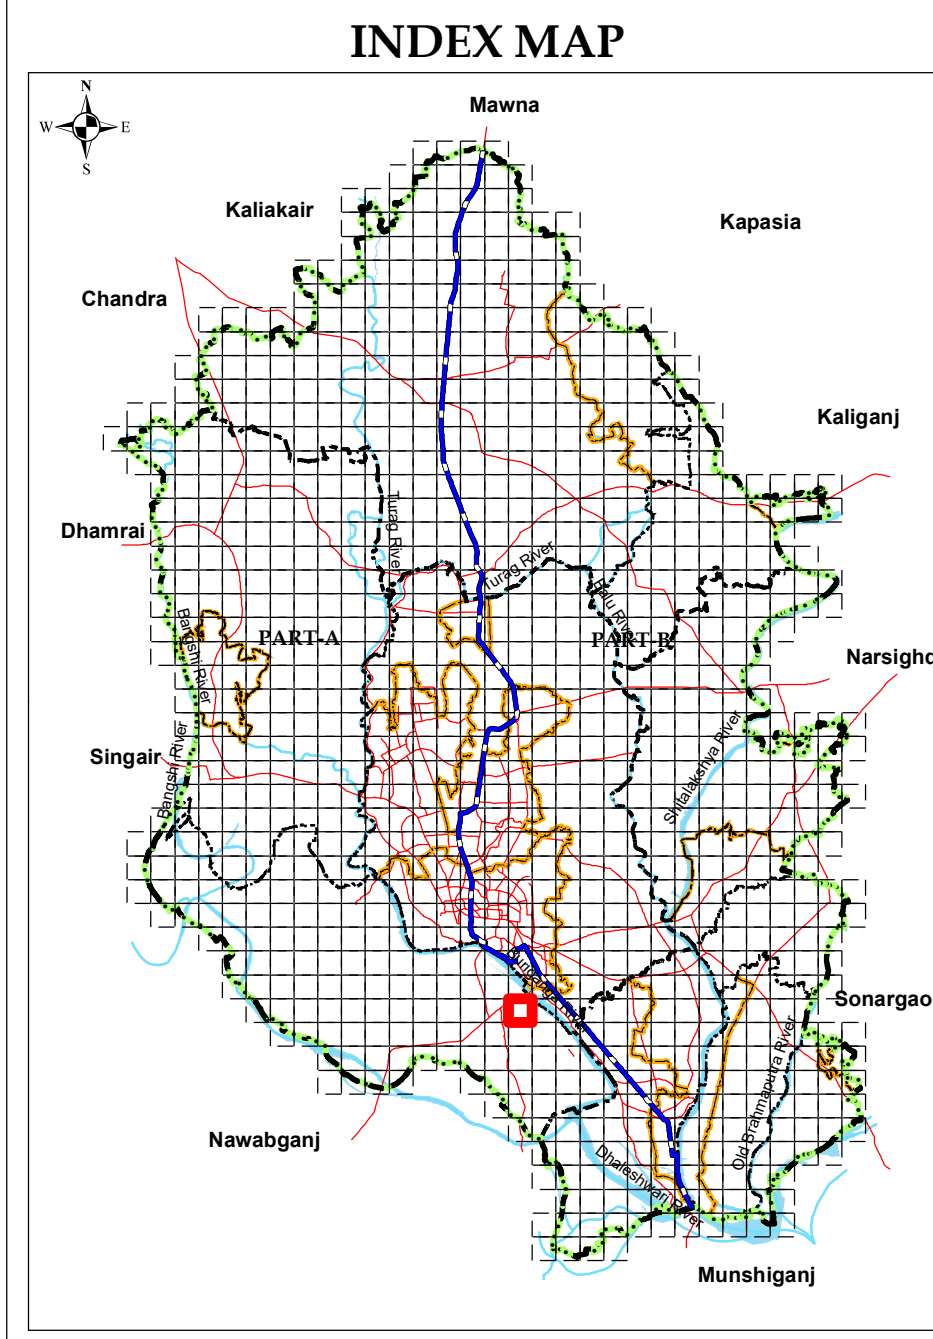 INDEX MAP
N
W E
S
Mawna
Kaliakair
Kapasia
Chandra
Kaliganj
Dhamrai
Turag River
Turag River
Balu River
Bangshi River
PART-A
PART-B
Narsighd
Singair
Bangshi River
Shitalakshya River
Buriganga River
Sonargao
Old Brahmaputra River
Nawabganj
Dhaleshwari River
Munshiganj